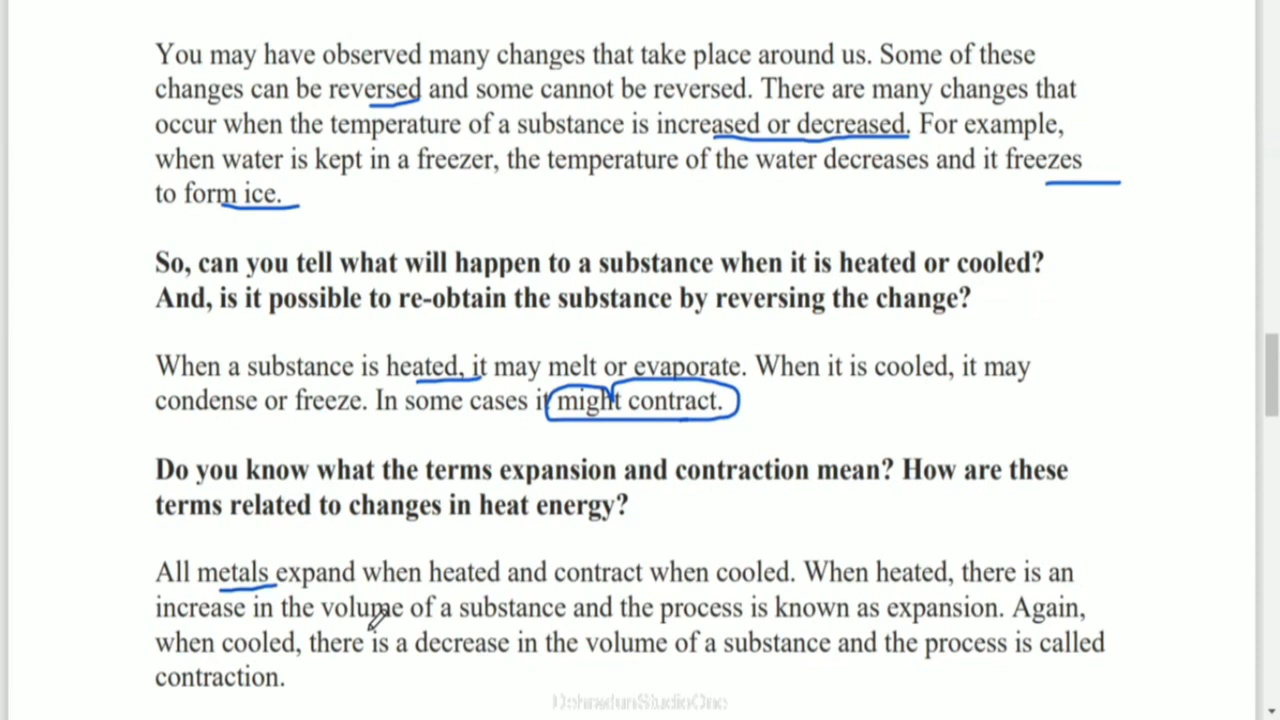 You may have observed many changes that take place around us. Some of these
changes can be reversed and some cannot be reversed. There are many changes that
occur when the temperature of a substance is increased or decreased. For example,
when water is kept in a freezer, the temperature of the water decreases and it freezes
to form ice.
So, can you tell what will happen to a substance when it is heated or cooled?
And, is it possible to re-obtain the substance by reversing the change?
When a substance is heated, it may melt or evaporate. When it is cooled, it may
condense or freeze. In some cases it might contract.
Do you know what the terms expansion and contraction mean? How are these
terms related to changes in heat energy?
All metals expand when heated and contract when cooled. When heated, there is an
increase in the volume of a substance and the process is known as expansion. Again,
when cooled, there is a decrease in the volume of a substance and the process is called
contraction.
DehradunStudioOne